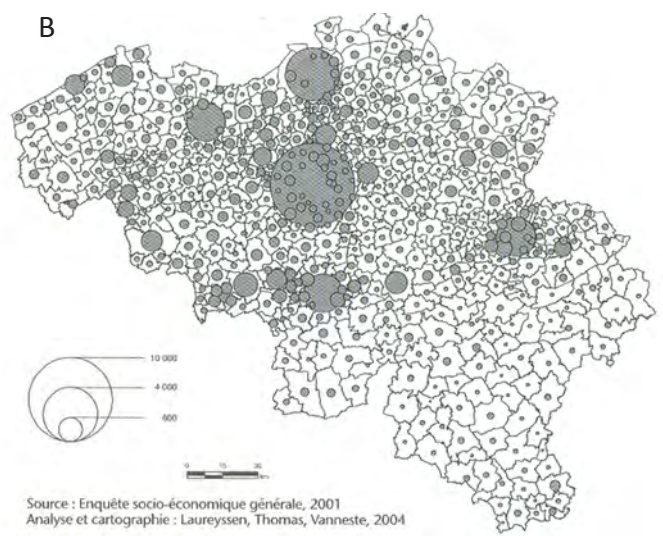 B
10 000
4 000
600
0
Source : Enquête socio-économique générale, 2001
Analyse et cartographie : Laureyssen, Thomas, Vanneste, 2004